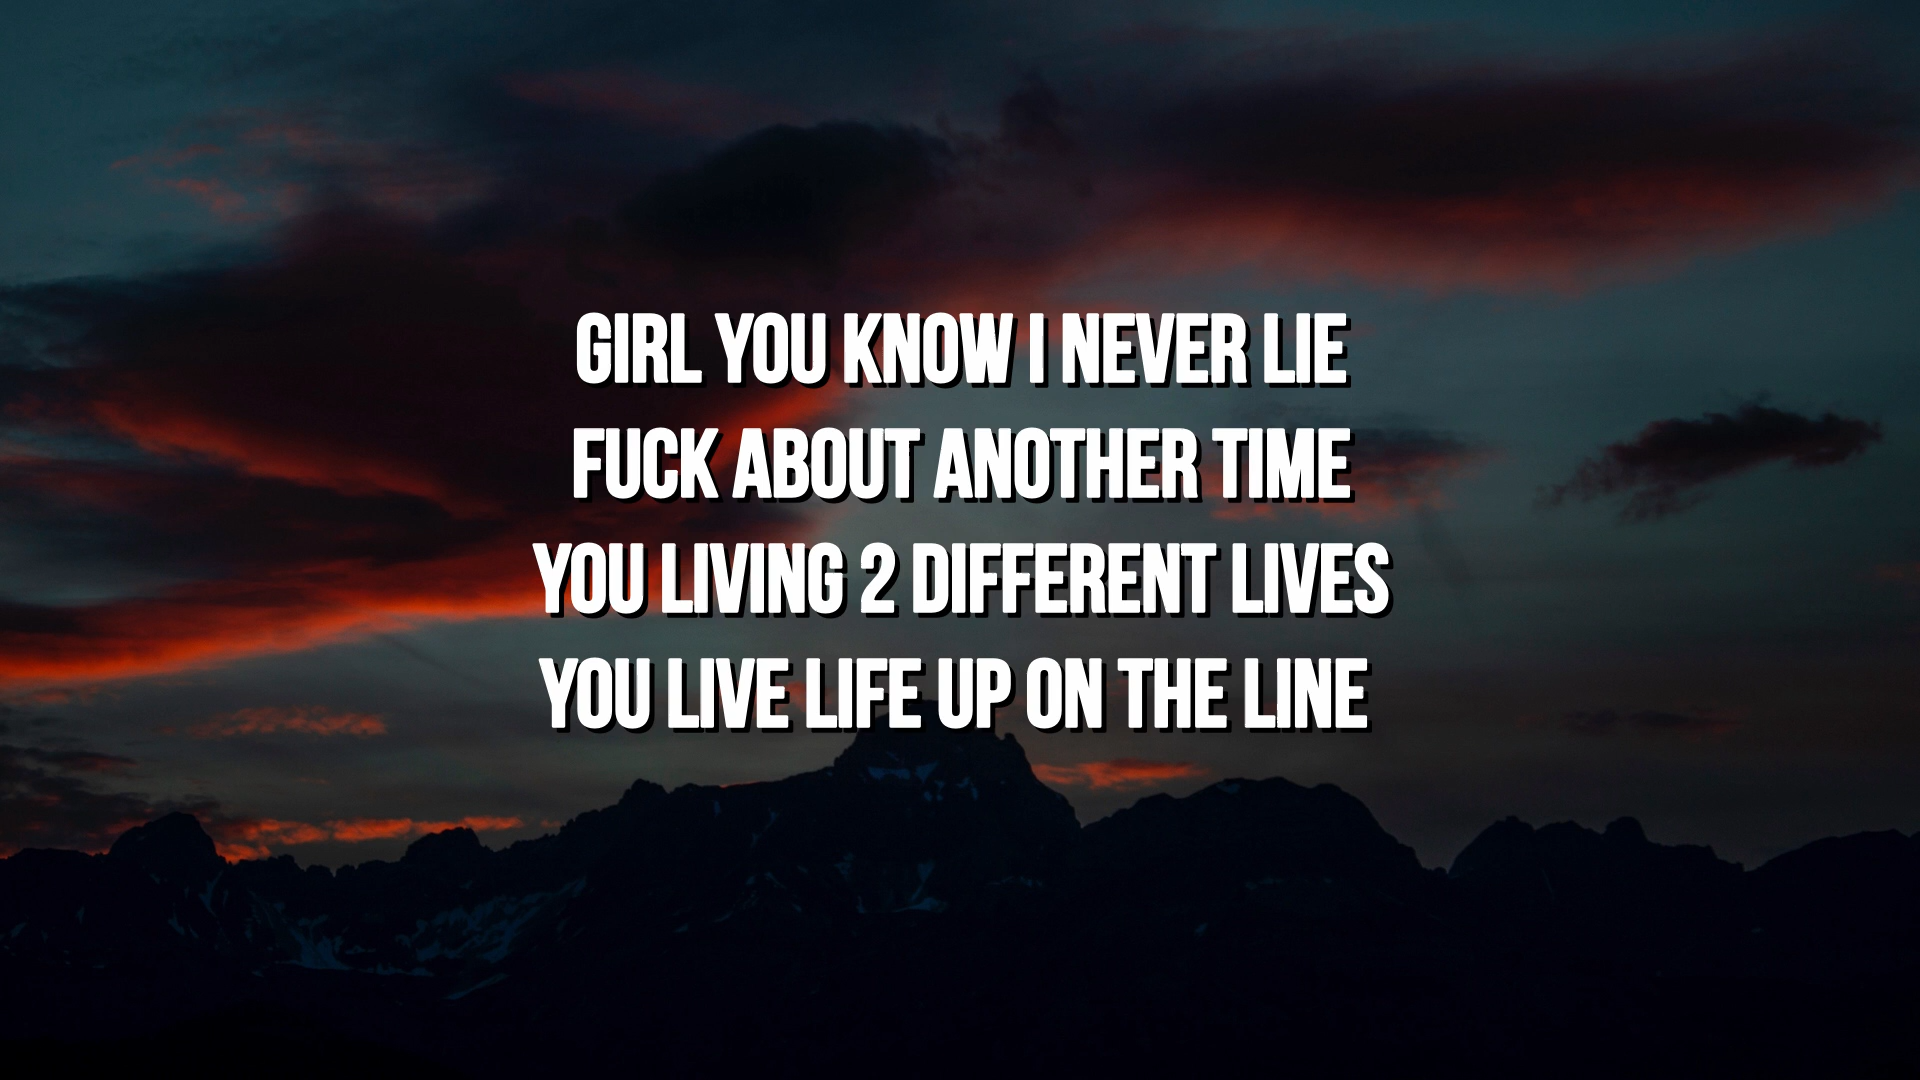 GIRL YOU KNOW I NEVER LIE
FUCK ABOUT ANOTHER TIME
YOU LIVING 2 DIFFERENT LIVES
YOU LIVE LIFE UP ON THE LINE